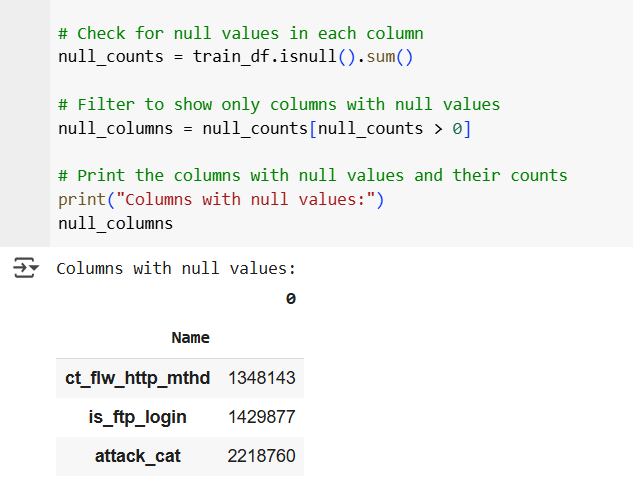 # Check for null values in each column
null_counts = train_df.isnull().sum()
# Filter to show only columns with null values
null_columns = null_counts[null_counts > 0]
# Print the columns with null values and their counts
print("Columns with null values:")
null_columns
Columns with null values:
0
Name
ct_flw_http_mthd 1348143
is_ftp_login 1429877
attack_cat 2218760